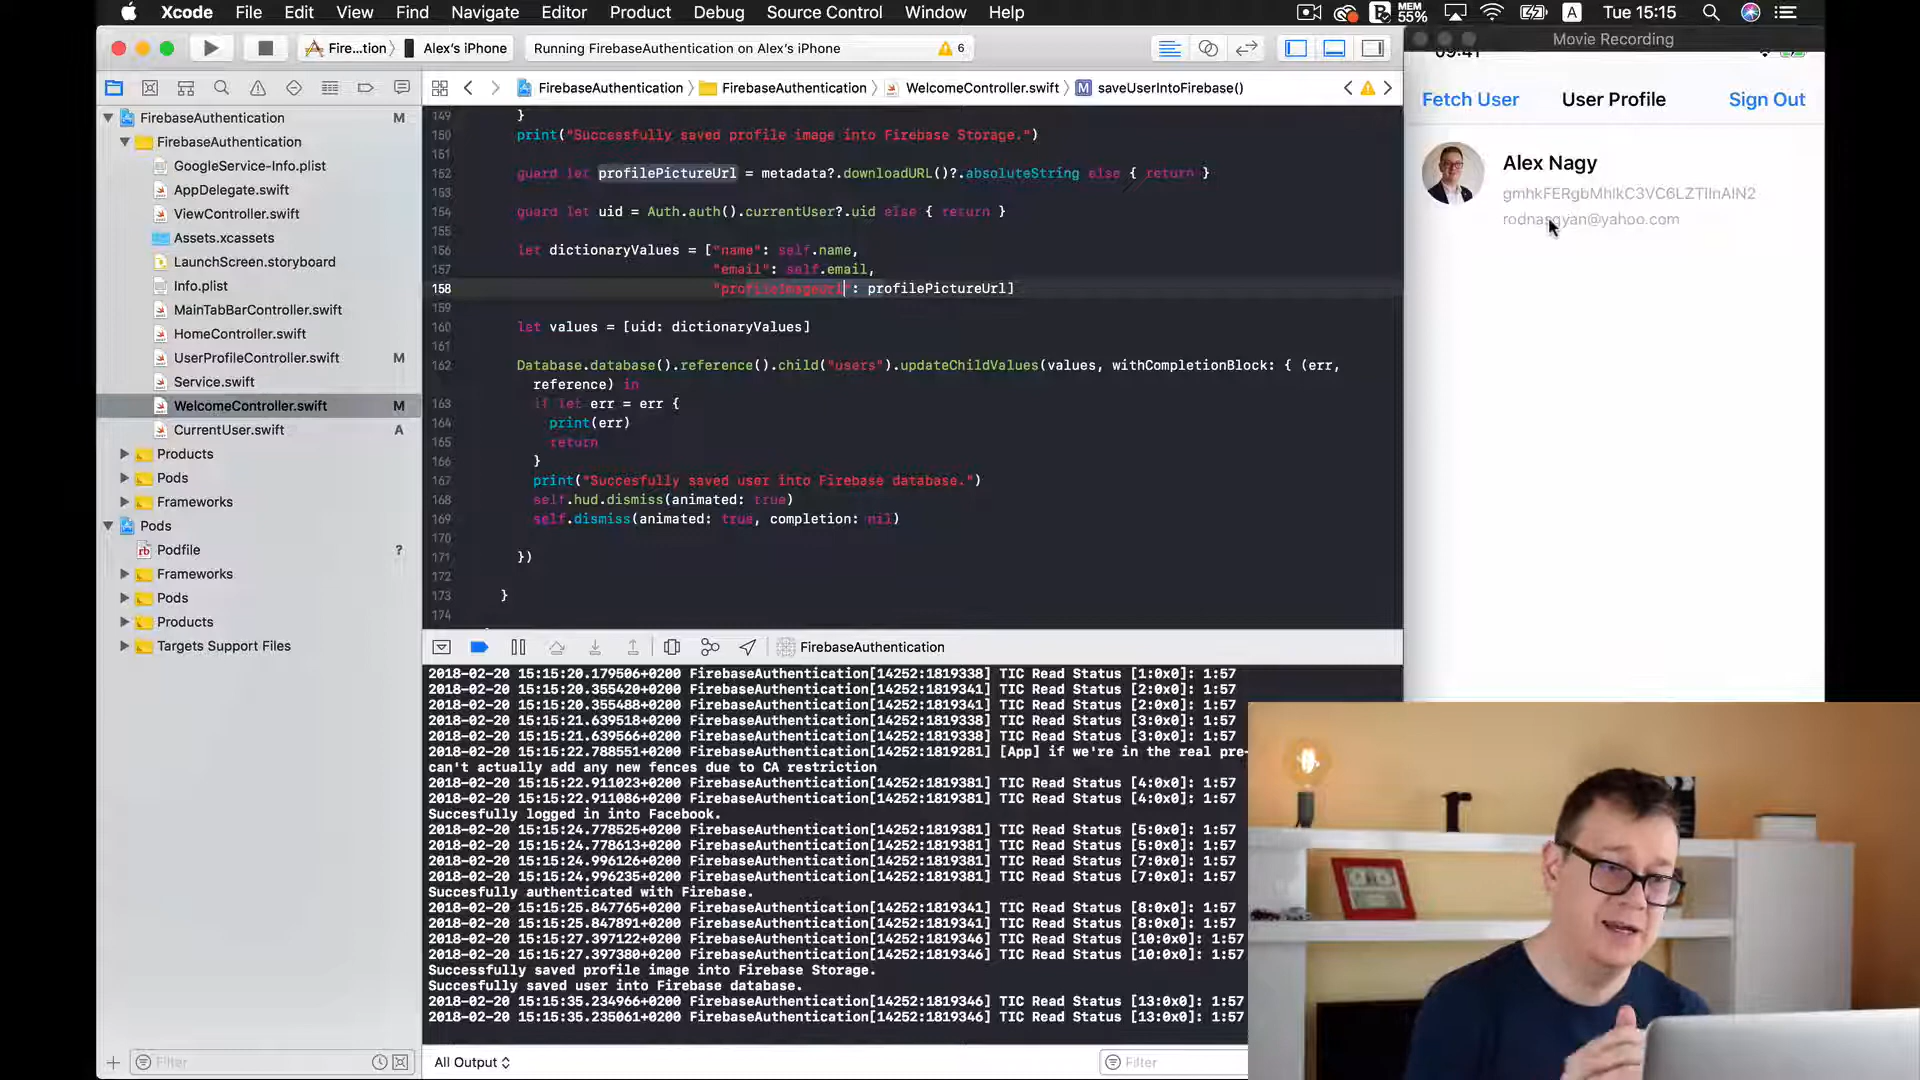 Xcode File Edit View Find Navigate Editor Product Debug Source Control Window Help
MEM 55% A Tue 15:15
Fire...tion Alex's iPhone
Running FirebaseAuthentication on Alex's iPhone 6
Movie Recording
FirebaseAuthentication FirebaseAuthentication WelcomeController.swift M saveUserIntoFirebase()
FirebaseAuthentication M
FirebaseAuthentication
GoogleService-Info.plist
AppDelegate.swift
ViewController.swift
Assets.xcassets
LaunchScreen.storyboard
Info.plist
MainTabBarController.swift
HomeController.swift
UserProfileController.swift M
Service.swift
WelcomeController.swift M
CurrentUser.swift A
Products
Pods
Frameworks
Pods
Podfile ?
Frameworks
Pods
Products
Targets Support Files
Filter
149 }
150 print("Successfully saved profile image into Firebase Storage.")
151
152 guard let profilePictureUrl = metadata?.downloadURL()?.absoluteString else { return }
153
154 guard let uid = Auth.auth().currentUser?.uid else { return }
155
156 let dictionaryValues = ["name": self.name,
157 "email": self.email,
158 "profileImageUrl": profilePictureUrl]
159
160 let values = [uid: dictionaryValues]
161
162 Database.database().reference().child("users").updateChildValues(values, withCompletionBlock: { (err,
reference) in
163 if let err = err {
164 print(err)
165 return
166 }
167 print("Succesfully saved user into Firebase database.")
168 self.hud.dismiss(animated: true)
169 self.dismiss(animated: true, completion: nil)
170
171 })
172
173 }
174
FirebaseAuthentication
2018-02-20 15:15:20.179506+0200 FirebaseAuthentication[14252:1819338] TIC Read Status [1:0x0]: 1:57
2018-02-20 15:15:20.355420+0200 FirebaseAuthentication[14252:1819341] TIC Read Status [2:0x0]: 1:57
2018-02-20 15:15:20.355488+0200 FirebaseAuthentication[14252:1819341] TIC Read Status [2:0x0]: 1:57
2018-02-20 15:15:21.639518+0200 FirebaseAuthentication[14252:1819338] TIC Read Status [3:0x0]: 1:57
2018-02-20 15:15:21.639566+0200 FirebaseAuthentication[14252:1819338] TIC Read Status [3:0x0]: 1:57
2018-02-20 15:15:22.788551+0200 FirebaseAuthentication[14252:1819281] [App] if we're in the real pre-
can't actually add any new fences due to CA restriction
2018-02-20 15:15:22.911023+0200 FirebaseAuthentication[14252:1819381] TIC Read Status [4:0x0]: 1:57
2018-02-20 15:15:22.911086+0200 FirebaseAuthentication[14252:1819381] TIC Read Status [4:0x0]: 1:57
Succesfully logged in into Facebook.
2018-02-20 15:15:24.778525+0200 FirebaseAuthentication[14252:1819381] TIC Read Status [5:0x0]: 1:57
2018-02-20 15:15:24.778613+0200 FirebaseAuthentication[14252:1819381] TIC Read Status [5:0x0]: 1:57
2018-02-20 15:15:24.996126+0200 FirebaseAuthentication[14252:1819381] TIC Read Status [7:0x0]: 1:57
2018-02-20 15:15:24.996235+0200 FirebaseAuthentication[14252:1819381] TIC Read Status [7:0x0]: 1:57
Succesfully authenticated with Firebase.
2018-02-20 15:15:25.847765+0200 FirebaseAuthentication[14252:1819341] TIC Read Status [8:0x0]: 1:57
2018-02-20 15:15:25.847891+0200 FirebaseAuthentication[14252:1819341] TIC Read Status [8:0x0]: 1:57
2018-02-20 15:15:27.397122+0200 FirebaseAuthentication[14252:1819346] TIC Read Status [10:0x0]: 1:57
2018-02-20 15:15:27.397380+0200 FirebaseAuthentication[14252:1819346] TIC Read Status [10:0x0]: 1:57
Successfully saved profile image into Firebase Storage.
Succesfully saved user into Firebase database.
2018-02-20 15:15:35.234966+0200 FirebaseAuthentication[14252:1819346] TIC Read Status [13:0x0]: 1:57
2018-02-20 15:15:35.235061+0200 FirebaseAuthentication[14252:1819346] TIC Read Status [13:0x0]: 1:57
All Output Filter
Fetch User User Profile Sign Out
Alex Nagy
rodnasgyan@yahoo.com